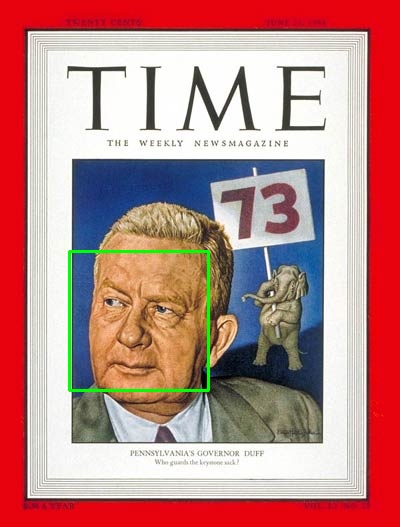 TWENTY CENTS
TIME
THE WEEKLY NEWSMAGAZINE
73
PENNSYLVANIA'S GOVERNOR DUFF
Who guards the keystone sack?